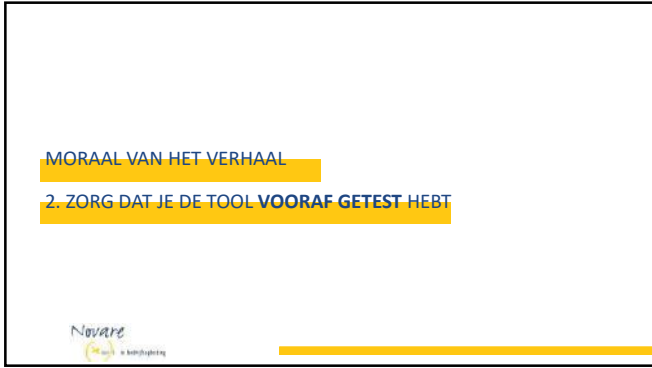 MORAAL VAN HET VERHAAL
2. ZORG DAT JE DE TOOL VOORAF GETEST HEBT
Novare